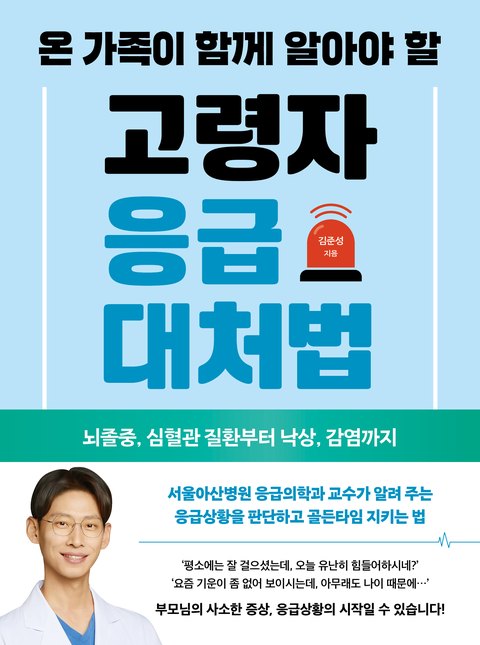 온 가족이 함께 알아야 할
고령자
응급
김준성
지음
대처법
뇌졸중, 심혈관 질환부터 낙상, 감염까지
서울아산병원 응급의학과 교수가 알려 주는
응급상황을 판단하고 골든타임 지키는 법
‘평소에는 잘 걸으셨는데, 오늘 유난히 힘들어하시네?’
‘요즘 기운이 좀 없어 보이시는데, 아무래도 나이 때문에…’
부모님의 사소한 증상, 응급상황의 시작일 수 있습니다!